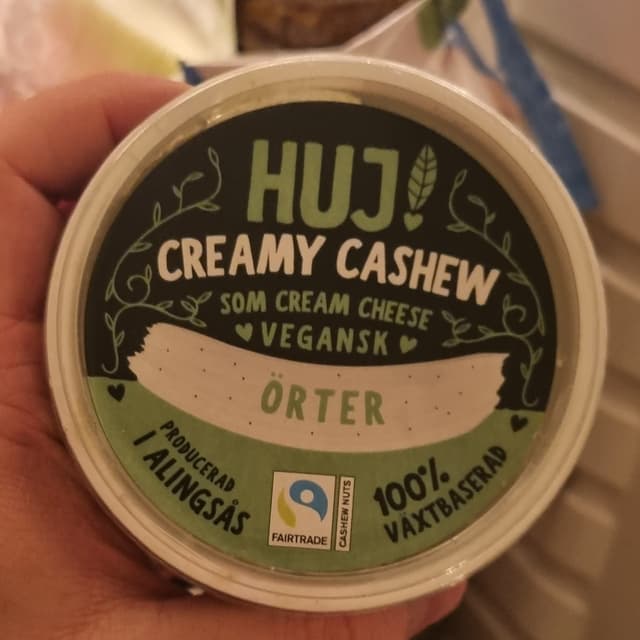 HUJ!
CREAMY CASHEW
SOM CREAM CHEESE
VEGANSK
ÖRTER
PRODUCERAD
I ALINGSÅS
FAIRTRADE
CASHEW NUTS
100%
VÄXTBASERAD